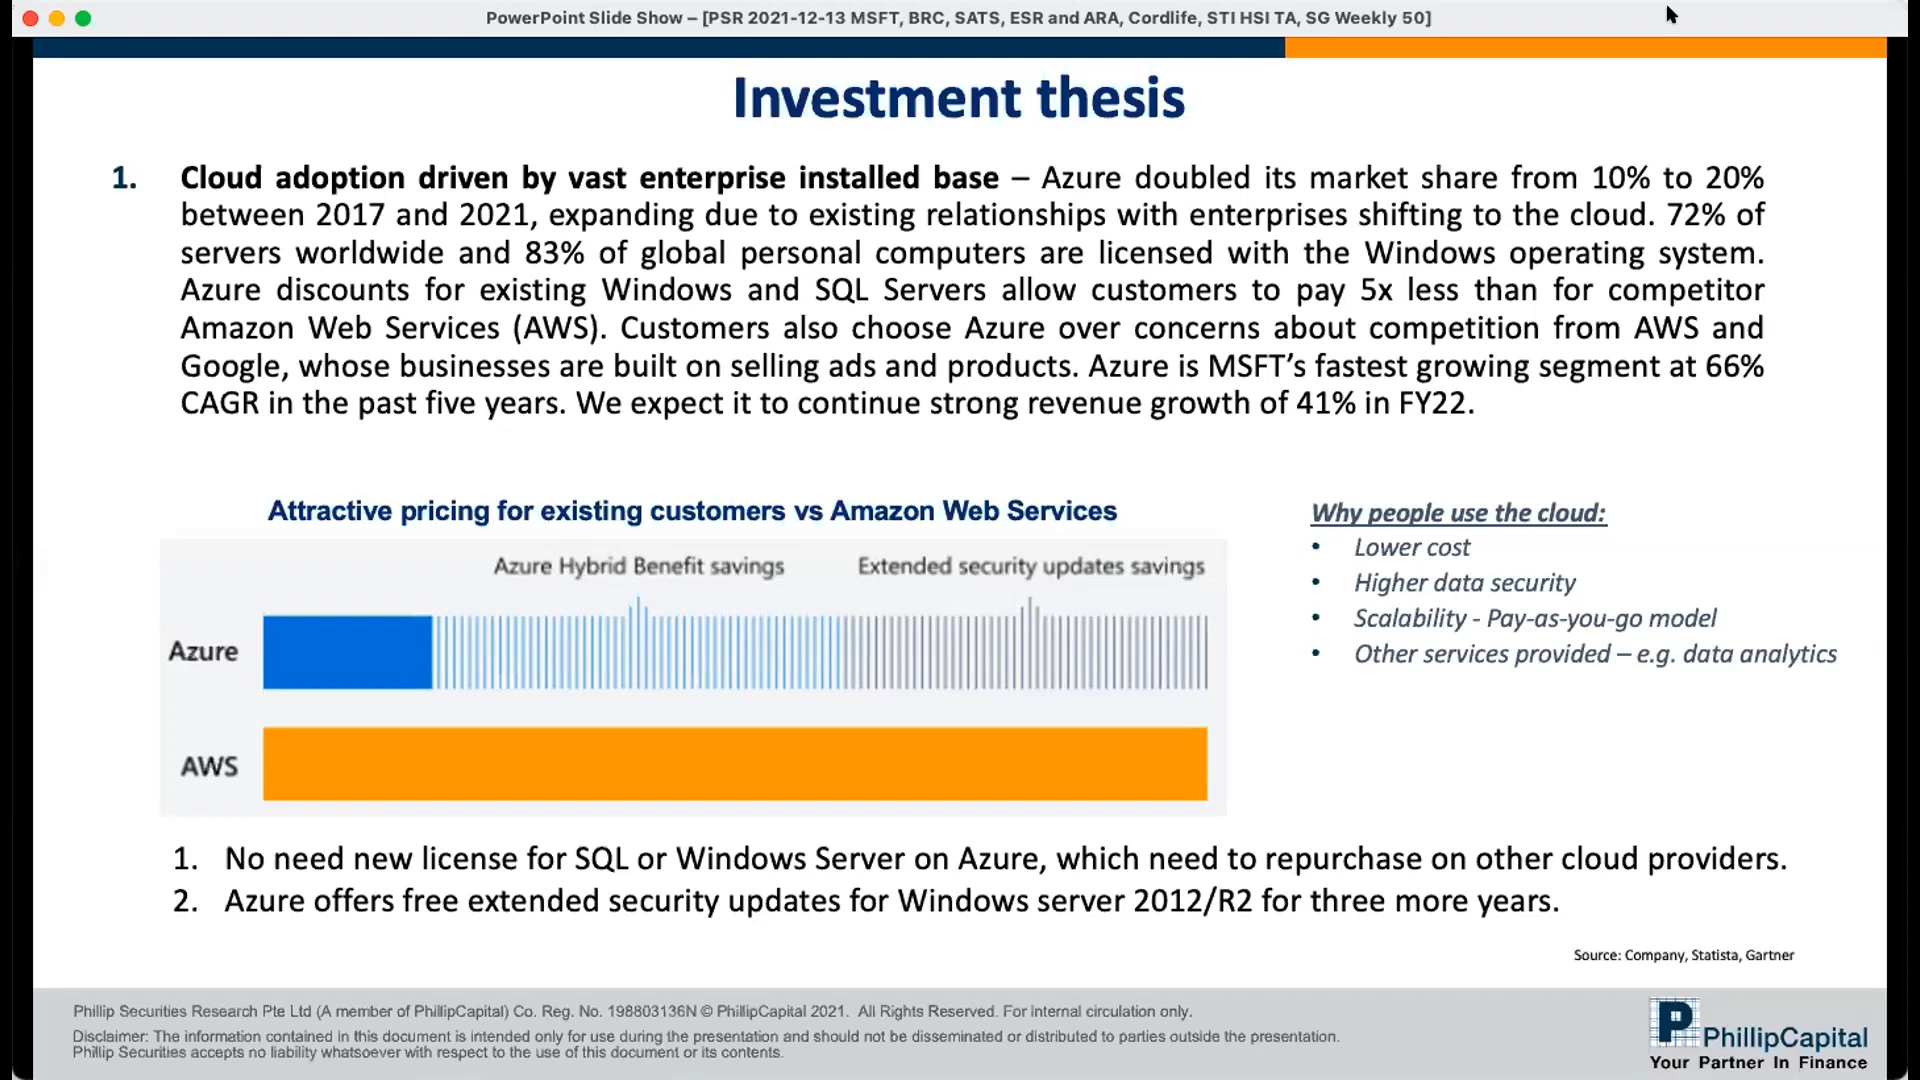 PowerPoint Slide Show – [PSR 2021-12-13 MSFT, BRC, SATS, ESR and ARA, Cordlife, STI HSI TA, SG Weekly 50]
Investment thesis
1. Cloud adoption driven by vast enterprise installed base – Azure doubled its market share from 10% to 20%
between 2017 and 2021, expanding due to existing relationships with enterprises shifting to the cloud. 72% of
servers worldwide and 83% of global personal computers are licensed with the Windows operating system.
Azure discounts for existing Windows and SQL Servers allow customers to pay 5x less than for competitor
Amazon Web Services (AWS). Customers also choose Azure over concerns about competition from AWS and
Google, whose businesses are built on selling ads and products. Azure is MSFT’s fastest growing segment at 66%
CAGR in the past five years. We expect it to continue strong revenue growth of 41% in FY22.
Attractive pricing for existing customers vs Amazon Web Services
Azure Hybrid Benefit savings
Extended security updates savings
Azure
AWS
Why people use the cloud:
• Lower cost
• Higher data security
• Scalability - Pay-as-you-go model
• Other services provided – e.g. data analytics
1. No need new license for SQL or Windows Server on Azure, which need to repurchase on other cloud providers.
2. Azure offers free extended security updates for Windows server 2012/R2 for three more years.
Source: Company, Statista, Gartner
Phillip Securities Research Pte Ltd (A member of PhillipCapital) Co. Reg. No. 198803136N © PhillipCapital 2021. All Rights Reserved. For Internal circulation only.
Disclaimer: The information contained in this document is intended only for use during the presentation and should not be disseminated or distributed to parties outside the presentation.
Phillip Securities accepts no liability whatsoever with respect to the use of this document or its contents.
PhillipCapital
Your Partner In Finance